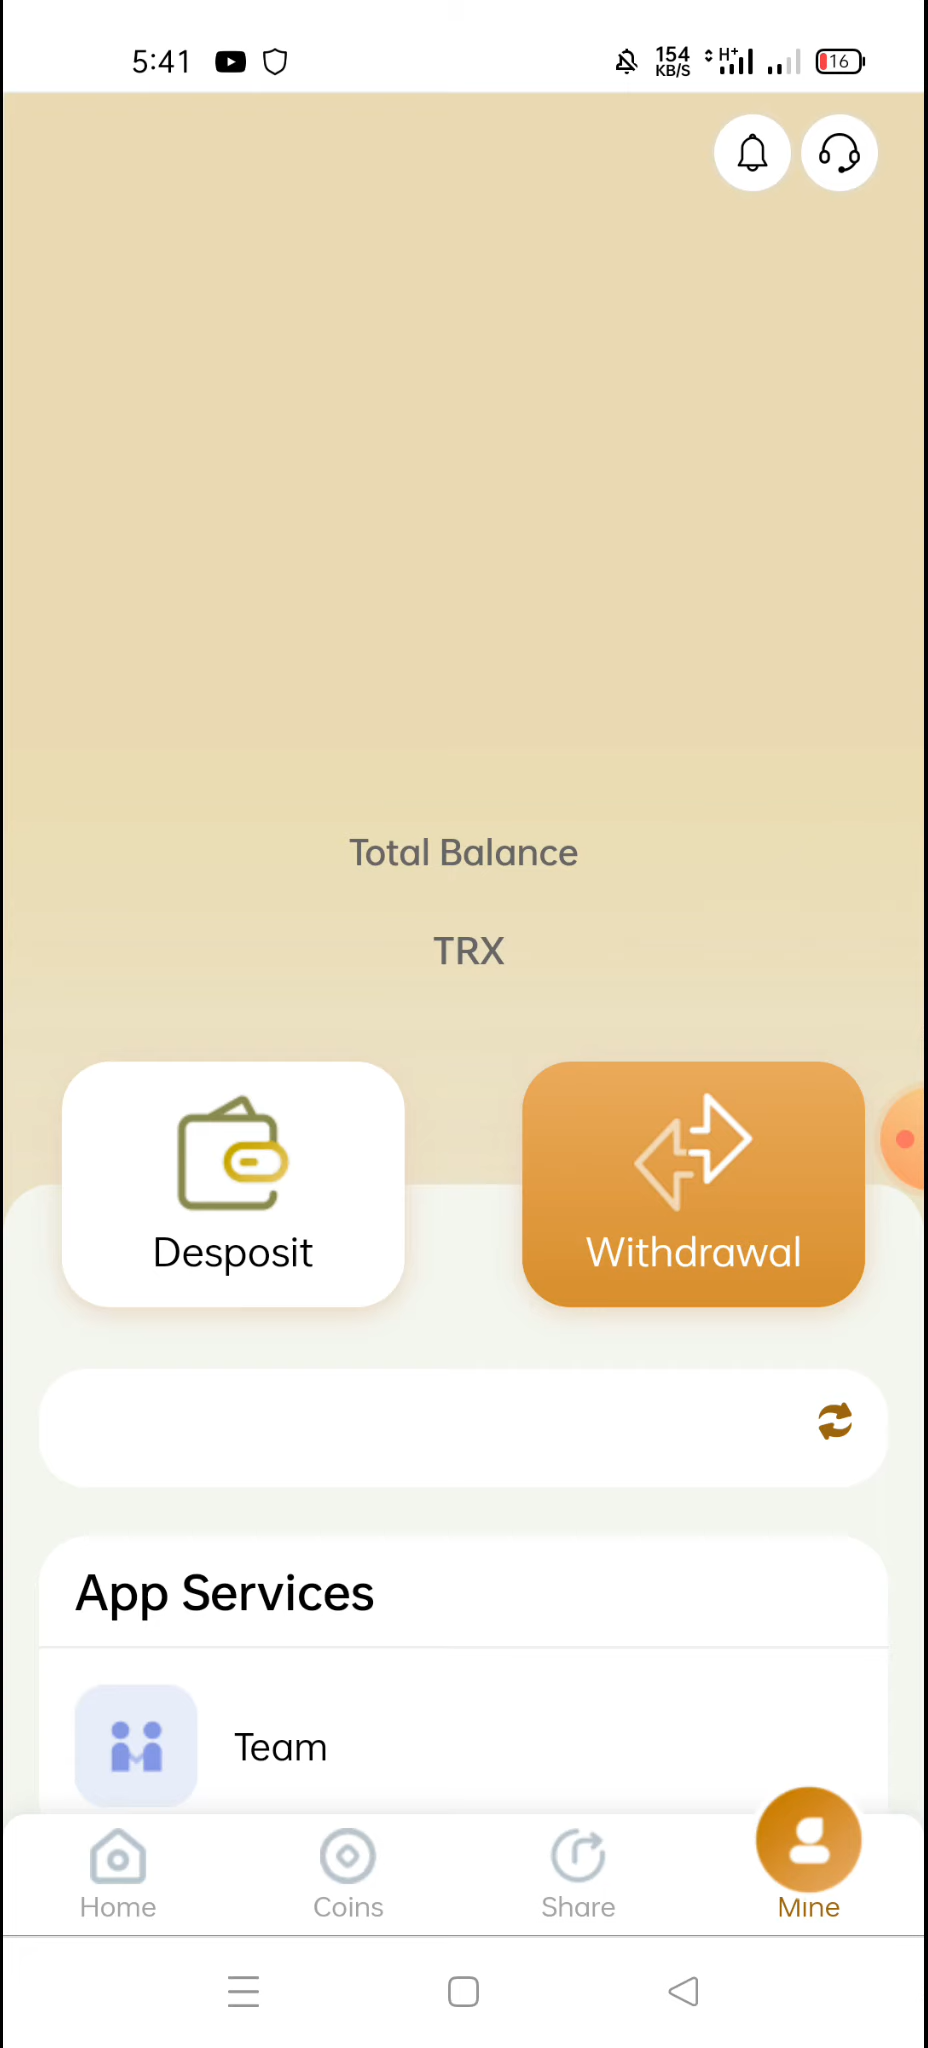 5:41
154
KB/S
H+
16
Total Balance
TRX
Desposit
Withdrawal
App Services
Team
Home
Coins
Share
Mine